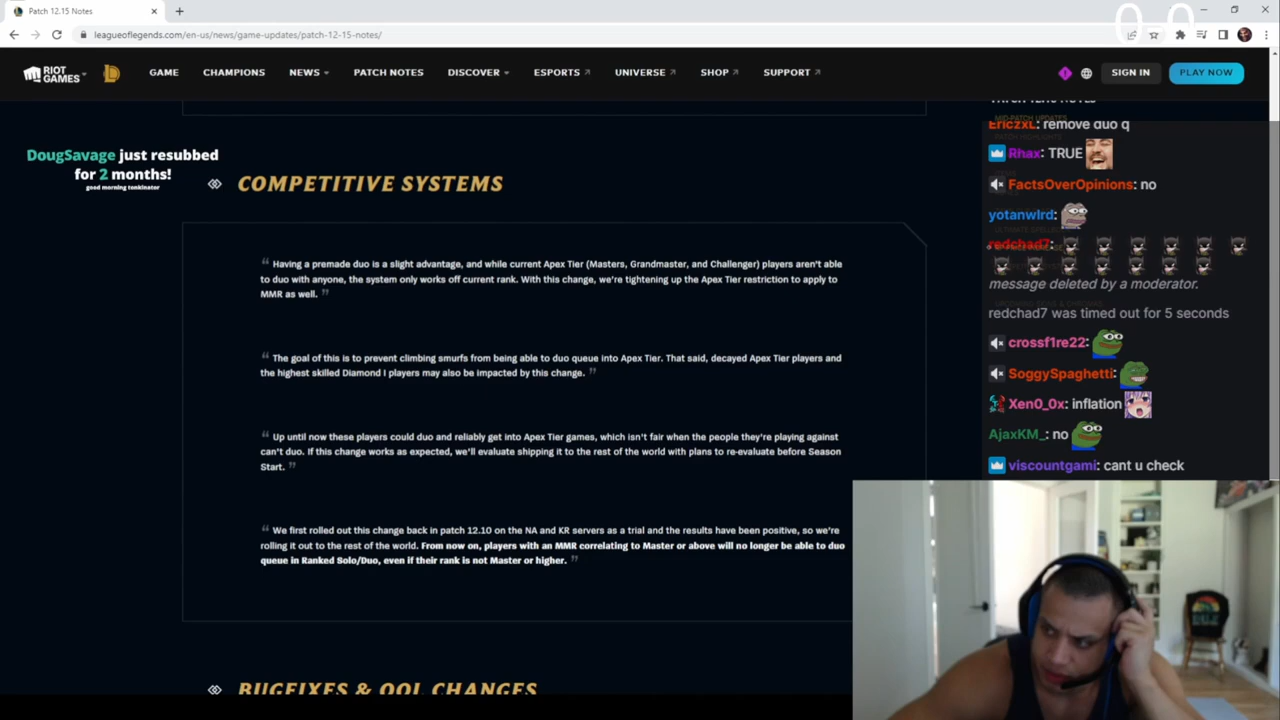 Patch 12.15 Notes
leagueoflegends.com/en-us/news/game-updates/patch-12-15-notes/
0 0
RIOT GAMES
GAME
CHAMPIONS
NEWS
PATCH NOTES
DISCOVER
ESPORTS
UNIVERSE
SHOP
SUPPORT
SIGN IN
PLAY NOW
DougSavage just resubbed
for 2 months!
good morning tonkinator
COMPETITIVE SYSTEMS
“ Having a premade duo is a slight advantage, and while current Apex Tier (Masters, Grandmaster, and Challenger) players aren't able
to duo with anyone, the system only works off current rank. With this change, we're tightening up the Apex Tier restriction to apply to
MMR as well. ”
“ The goal of this is to prevent climbing smurfs from being able to duo queue into Apex Tier. That said, decayed Apex Tier players and
the highest skilled Diamond I players may also be impacted by this change. ”
“ Up until now these players could duo and reliably get into Apex Tier games, which isn't fair when the people they're playing against
can't duo. If this change works as expected, we'll evaluate shipping it to the rest of the world with plans to re-evaluate before Season
Start. ”
“ We first rolled out this change back in patch 12.10 on the NA and KR servers as a trial and the results have been positive, so we're
rolling it out to the rest of the world. From now on, players with an MMR correlating to Master or above will no longer be able to duo
queue in Ranked Solo/Duo, even if their rank is not Master or higher. ”
BUGFIXES & QOL CHANGES
MID-PATCH UPDATES
EriczxL: remove duo q
Rhax: TRUE
FactsOverOpinions: no
yotanwlrd:
redchad7:
message deleted by a moderator.
redchad7 was timed out for 5 seconds
crossf1re22:
SoggySpaghetti:
Xen0_0x: inflation
AjaxKM_: no
viscountgami: cant u check